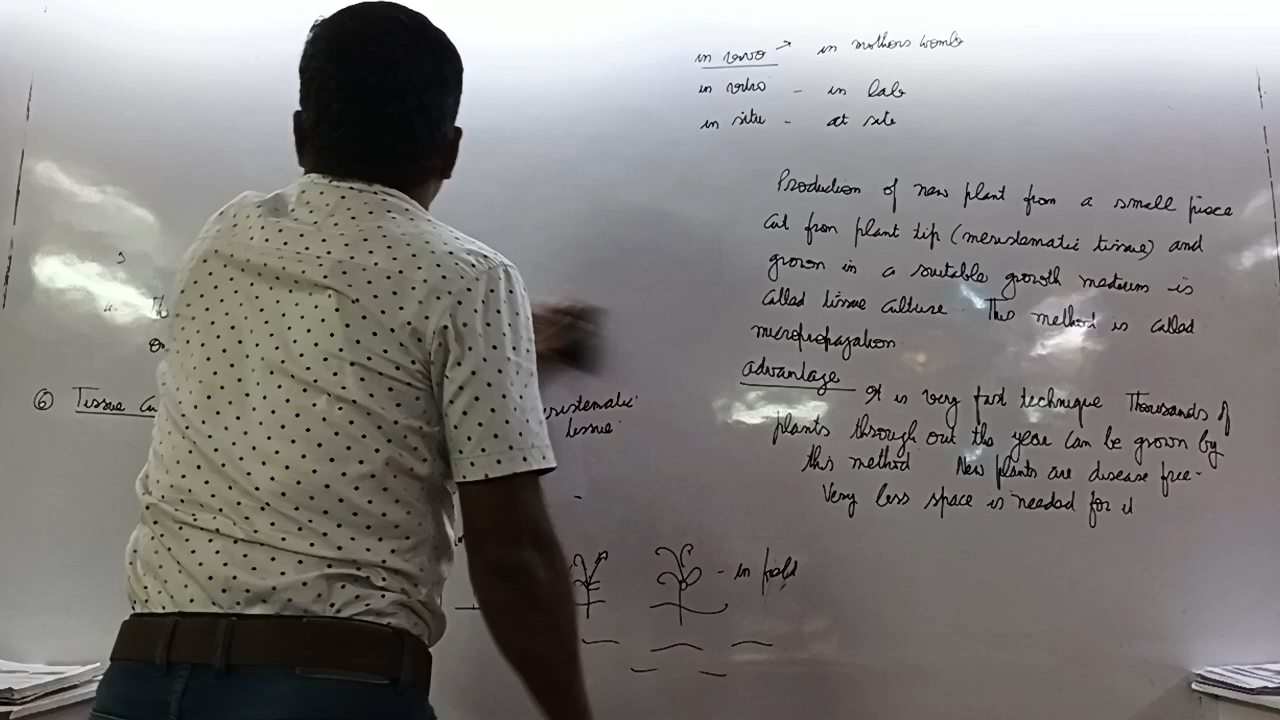 in vivo → in mothers womb
in vitro - in lab
in situ - at site
Production of new plant from a small piece
cut from plant tip (meristematic tissue) and
grown in a suitable growth medium is
called tissue culture. This method is called
micropropagation.
advantage It is very fast technique Thousands of
plants through out the year can be grown by
this method New plants are disease free.
Very less space is needed for it
⑥ Tissue Cu
eristematic
tissue.
- in field